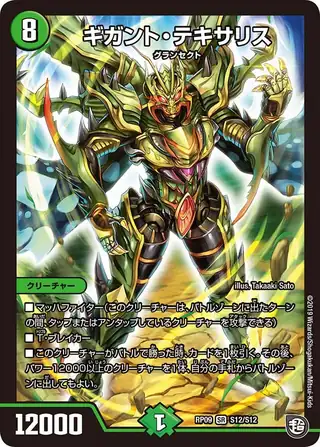 8
ギガント・テキサリス
グランセクト
クリーチャー
illus. Takaaki Sato
■マッハファイター(このクリーチャーは、バトルゾーンに出たターン
の間、タップまたはアンタップしているクリーチャーを攻撃できる)
■T・ブレイカー
■このクリーチャーがバトルで勝った時、カードを1枚引く。その後、
パワー12000以上のクリーチャーを1体、自分の手札からバトルゾー
ンに出してもよい。
©2019 Wizards/Shogakukan/Mitsui-Kids
12000
1
RP09 SR S12/S12
超